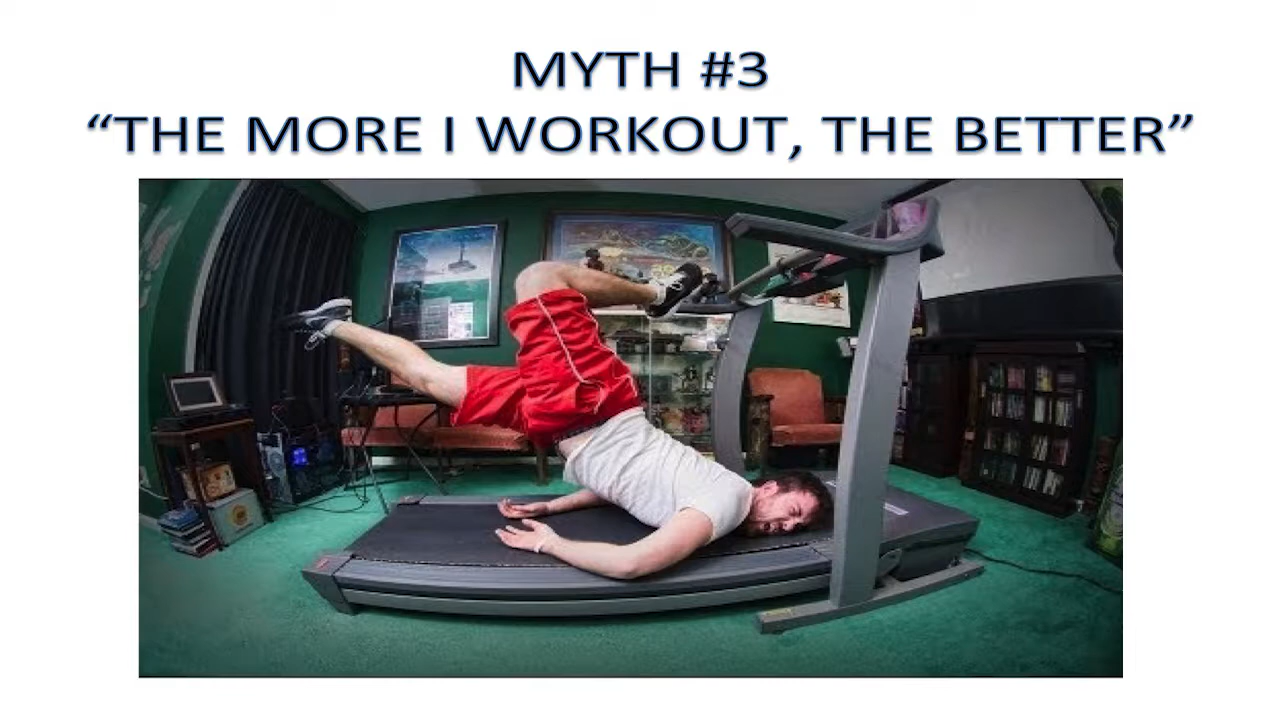 MYTH #3
“THE MORE I WORKOUT, THE BETTER”